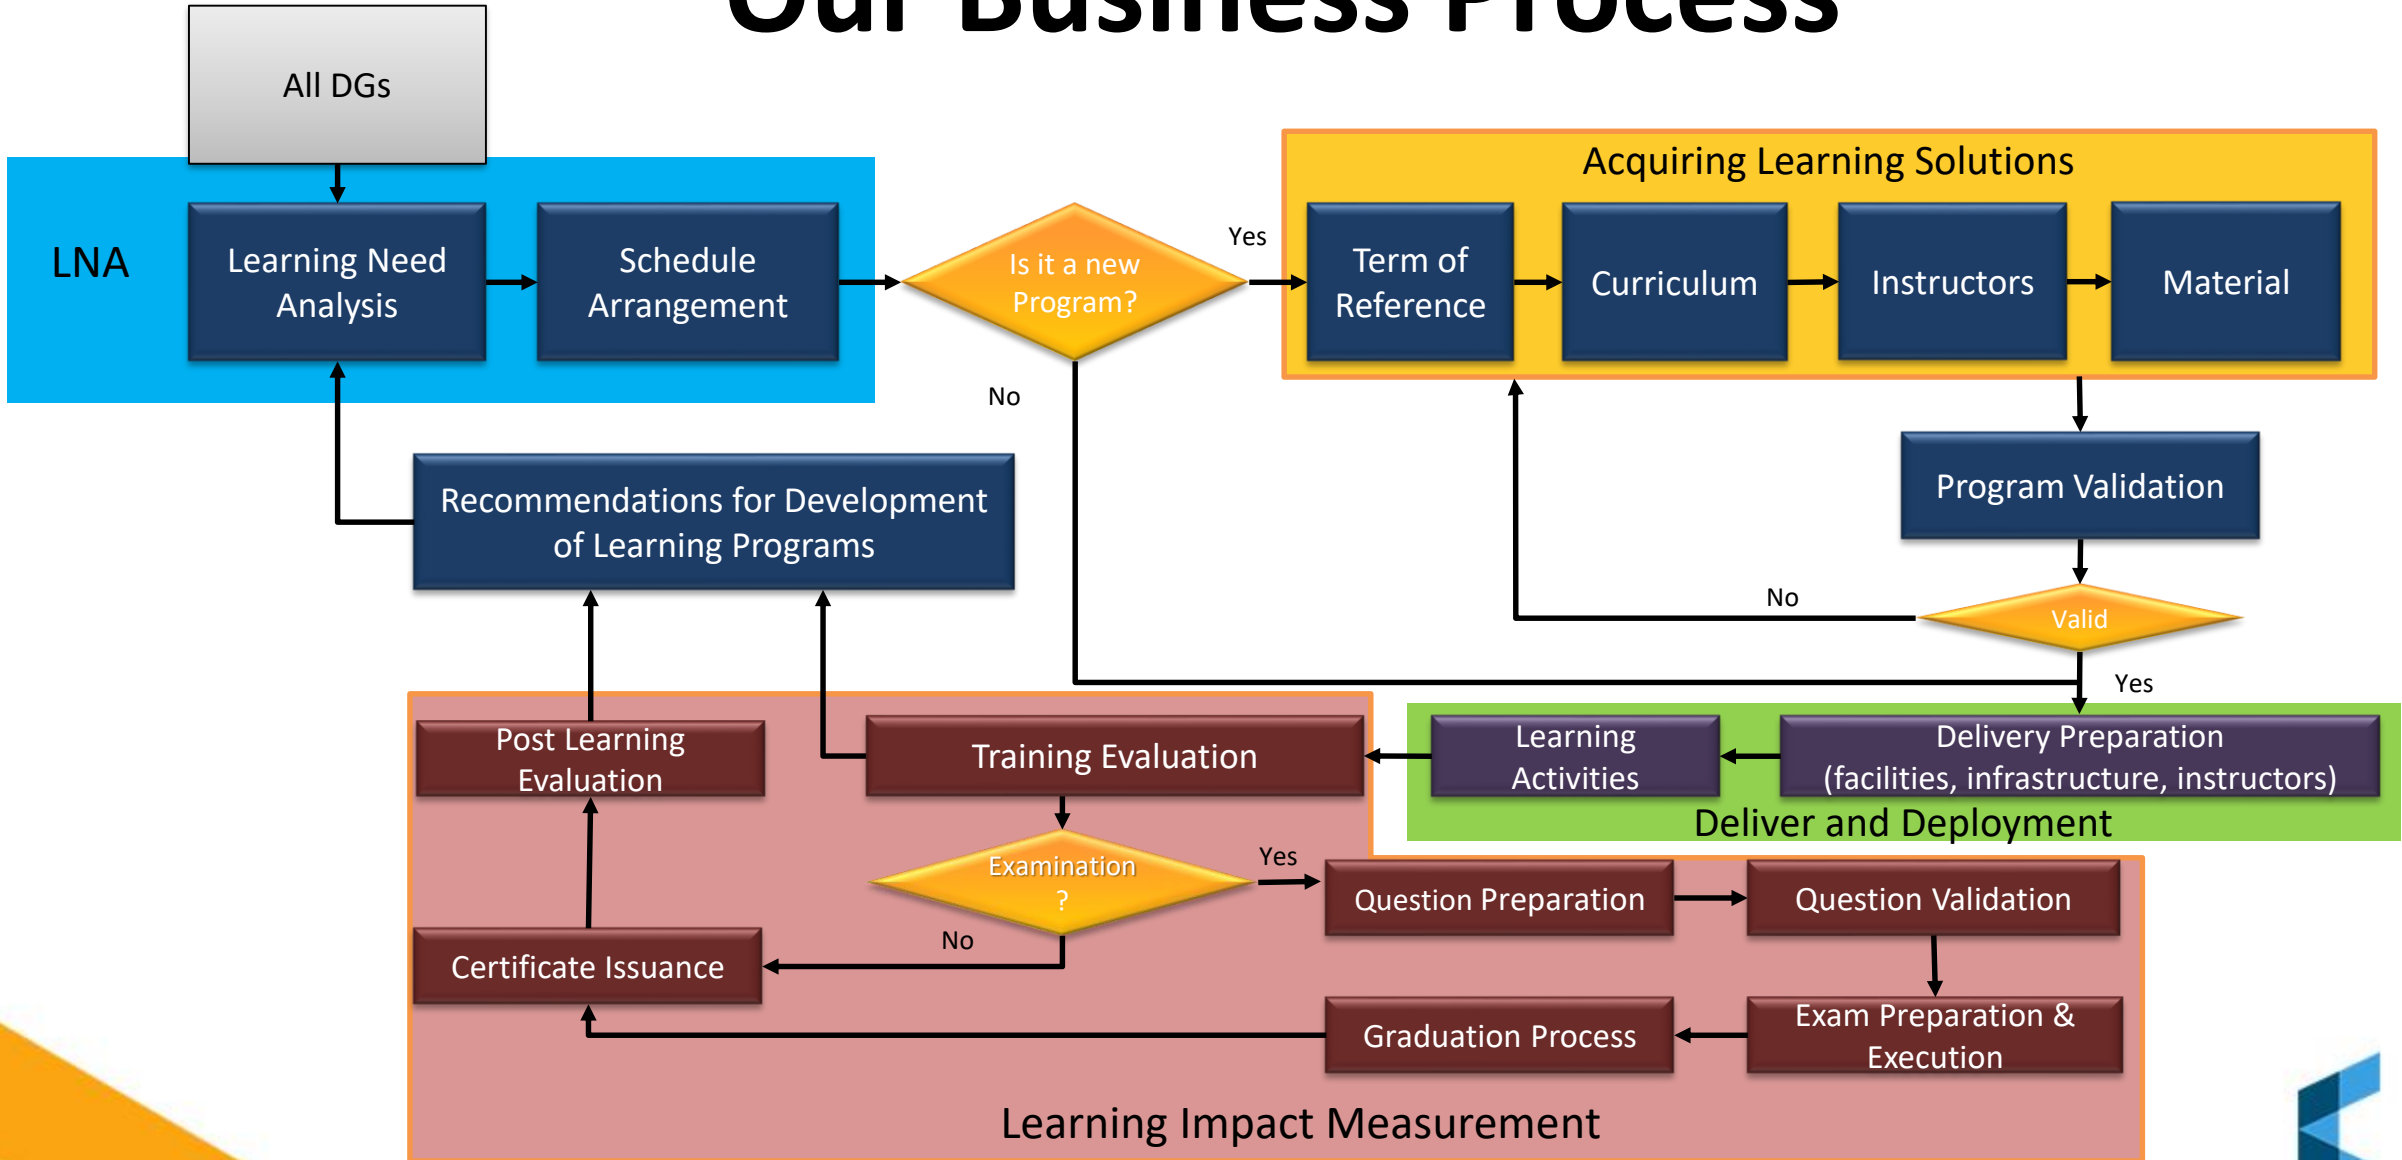 Our Business Process
All DGs
Acquiring Learning Solutions
LNA
Learning Need
Analysis
Schedule
Arrangement
Is it a new
Program?
Yes
Term of
Reference
Curriculum
Instructors
Material
No
Recommendations for Development
of Learning Programs
Program Validation
No
Valid
Yes
Post Learning
Evaluation
Training Evaluation
Learning
Activities
Delivery Preparation
(facilities, infrastructure, instructors)
Deliver and Deployment
Examination
?
Yes
Question Preparation
Question Validation
No
Certificate Issuance
Graduation Process
Exam Preparation &
Execution
Learning Impact Measurement